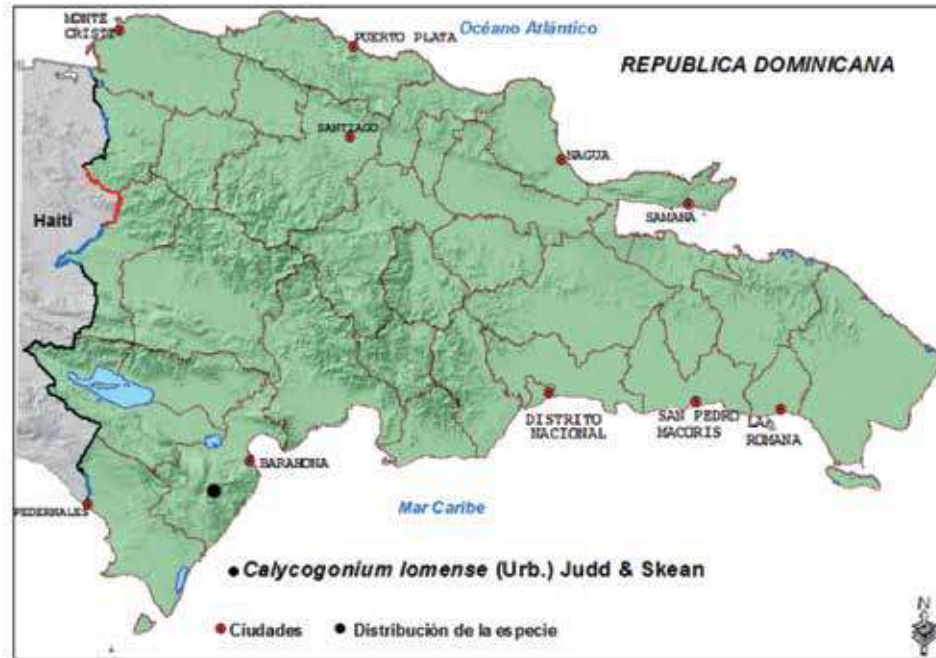 MONTE
CRISTI
PUERTO PLATA
Océano Atlántico
REPUBLICA DOMINICANA
SANTIAGO
NAGUA
SAMANA
Haití
DISTRITO
NACIONAL
SAN PEDRO
MACORIS
LA
ROMANA
BARAHONA
PEDERNALES
Mar Caribe
Calycogonium lomense (Urb.) Judd & Skean
Ciudades
Distribución de la especie
N